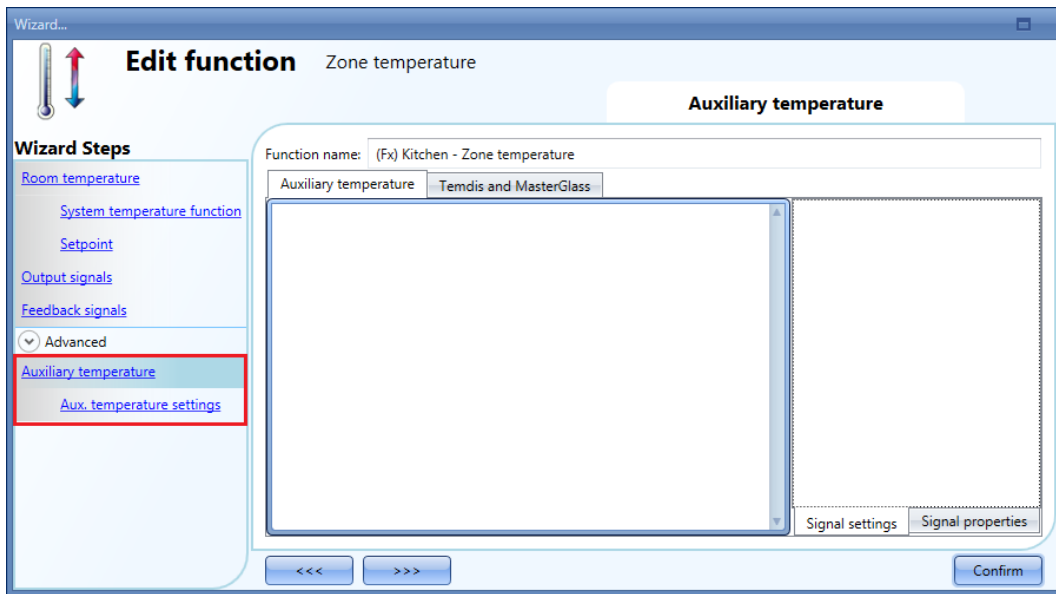 Wizard...
Edit function Zone temperature
Auxiliary temperature
Wizard Steps
Room temperature
System temperature function
Setpoint
Output signals
Feedback signals
Advanced
Auxiliary temperature
Aux. temperature settings
Function name: (Fx) Kitchen - Zone temperature
Auxiliary temperature Temdis and MasterGlass
Signal settings Signal properties
<<< >>> Confirm